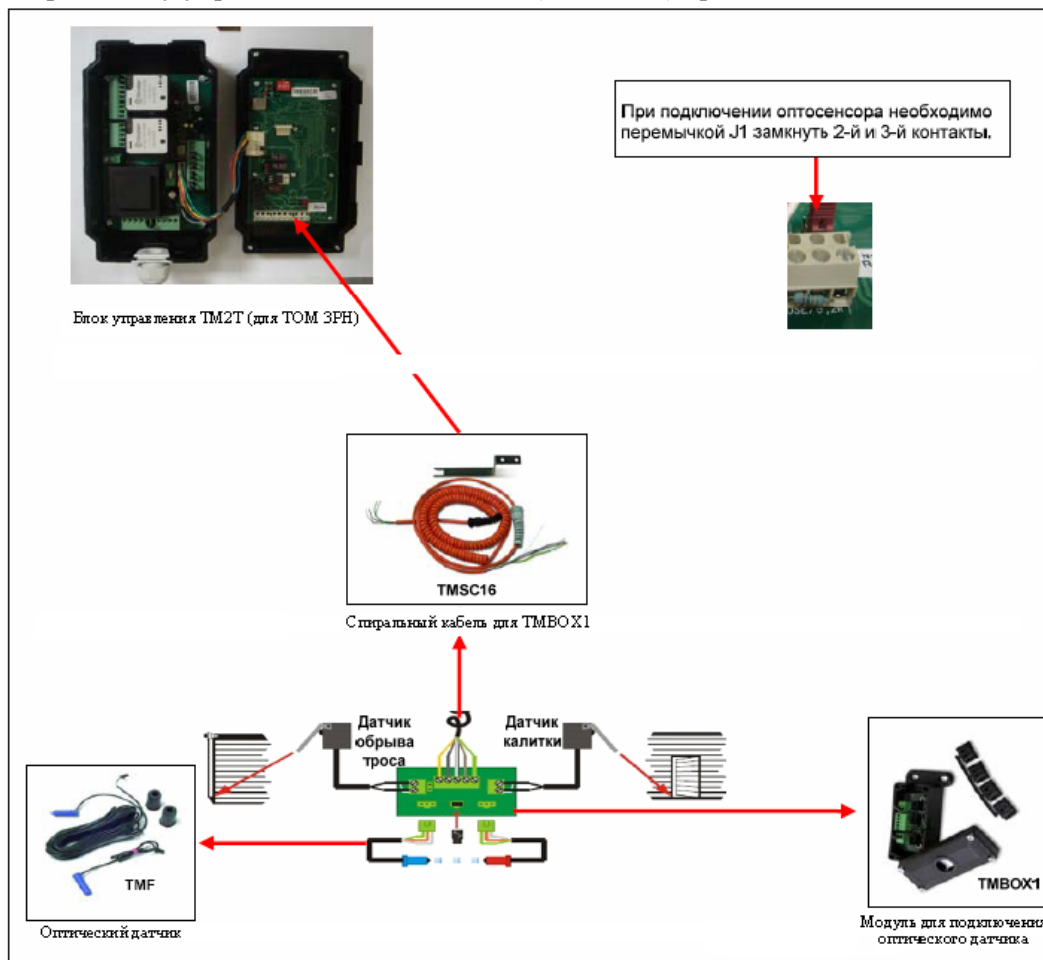 При подключении оптосенсора необходимо
перемычкой J1 замкнуть 2-й и 3-й контакты.
Блок управления TM2T (для ТОМ 3PH)
TMSC16
Спиральный кабель для TMBOX1
Датчик
обрыва
троса
Датчик
калитки
TMF
Оптический датчик
TMBOX1
Модуль для подключения
оптического датчика